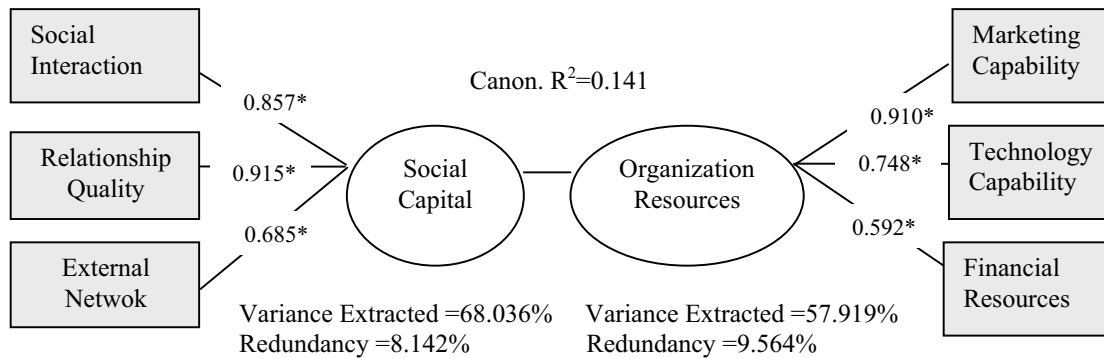 Social
Interaction
0.857*
Relationship
Quality
0.915*
External
Netwok
0.685*
Canon. R²=0.141
Social
Capital
Organization
Resources
Marketing
Capability
0.910*
Technology
Capability
0.748*
Financial
Resources
0.592*
Variance Extracted =68.036%
Redundancy =8.142%
Variance Extracted =57.919%
Redundancy =9.564%